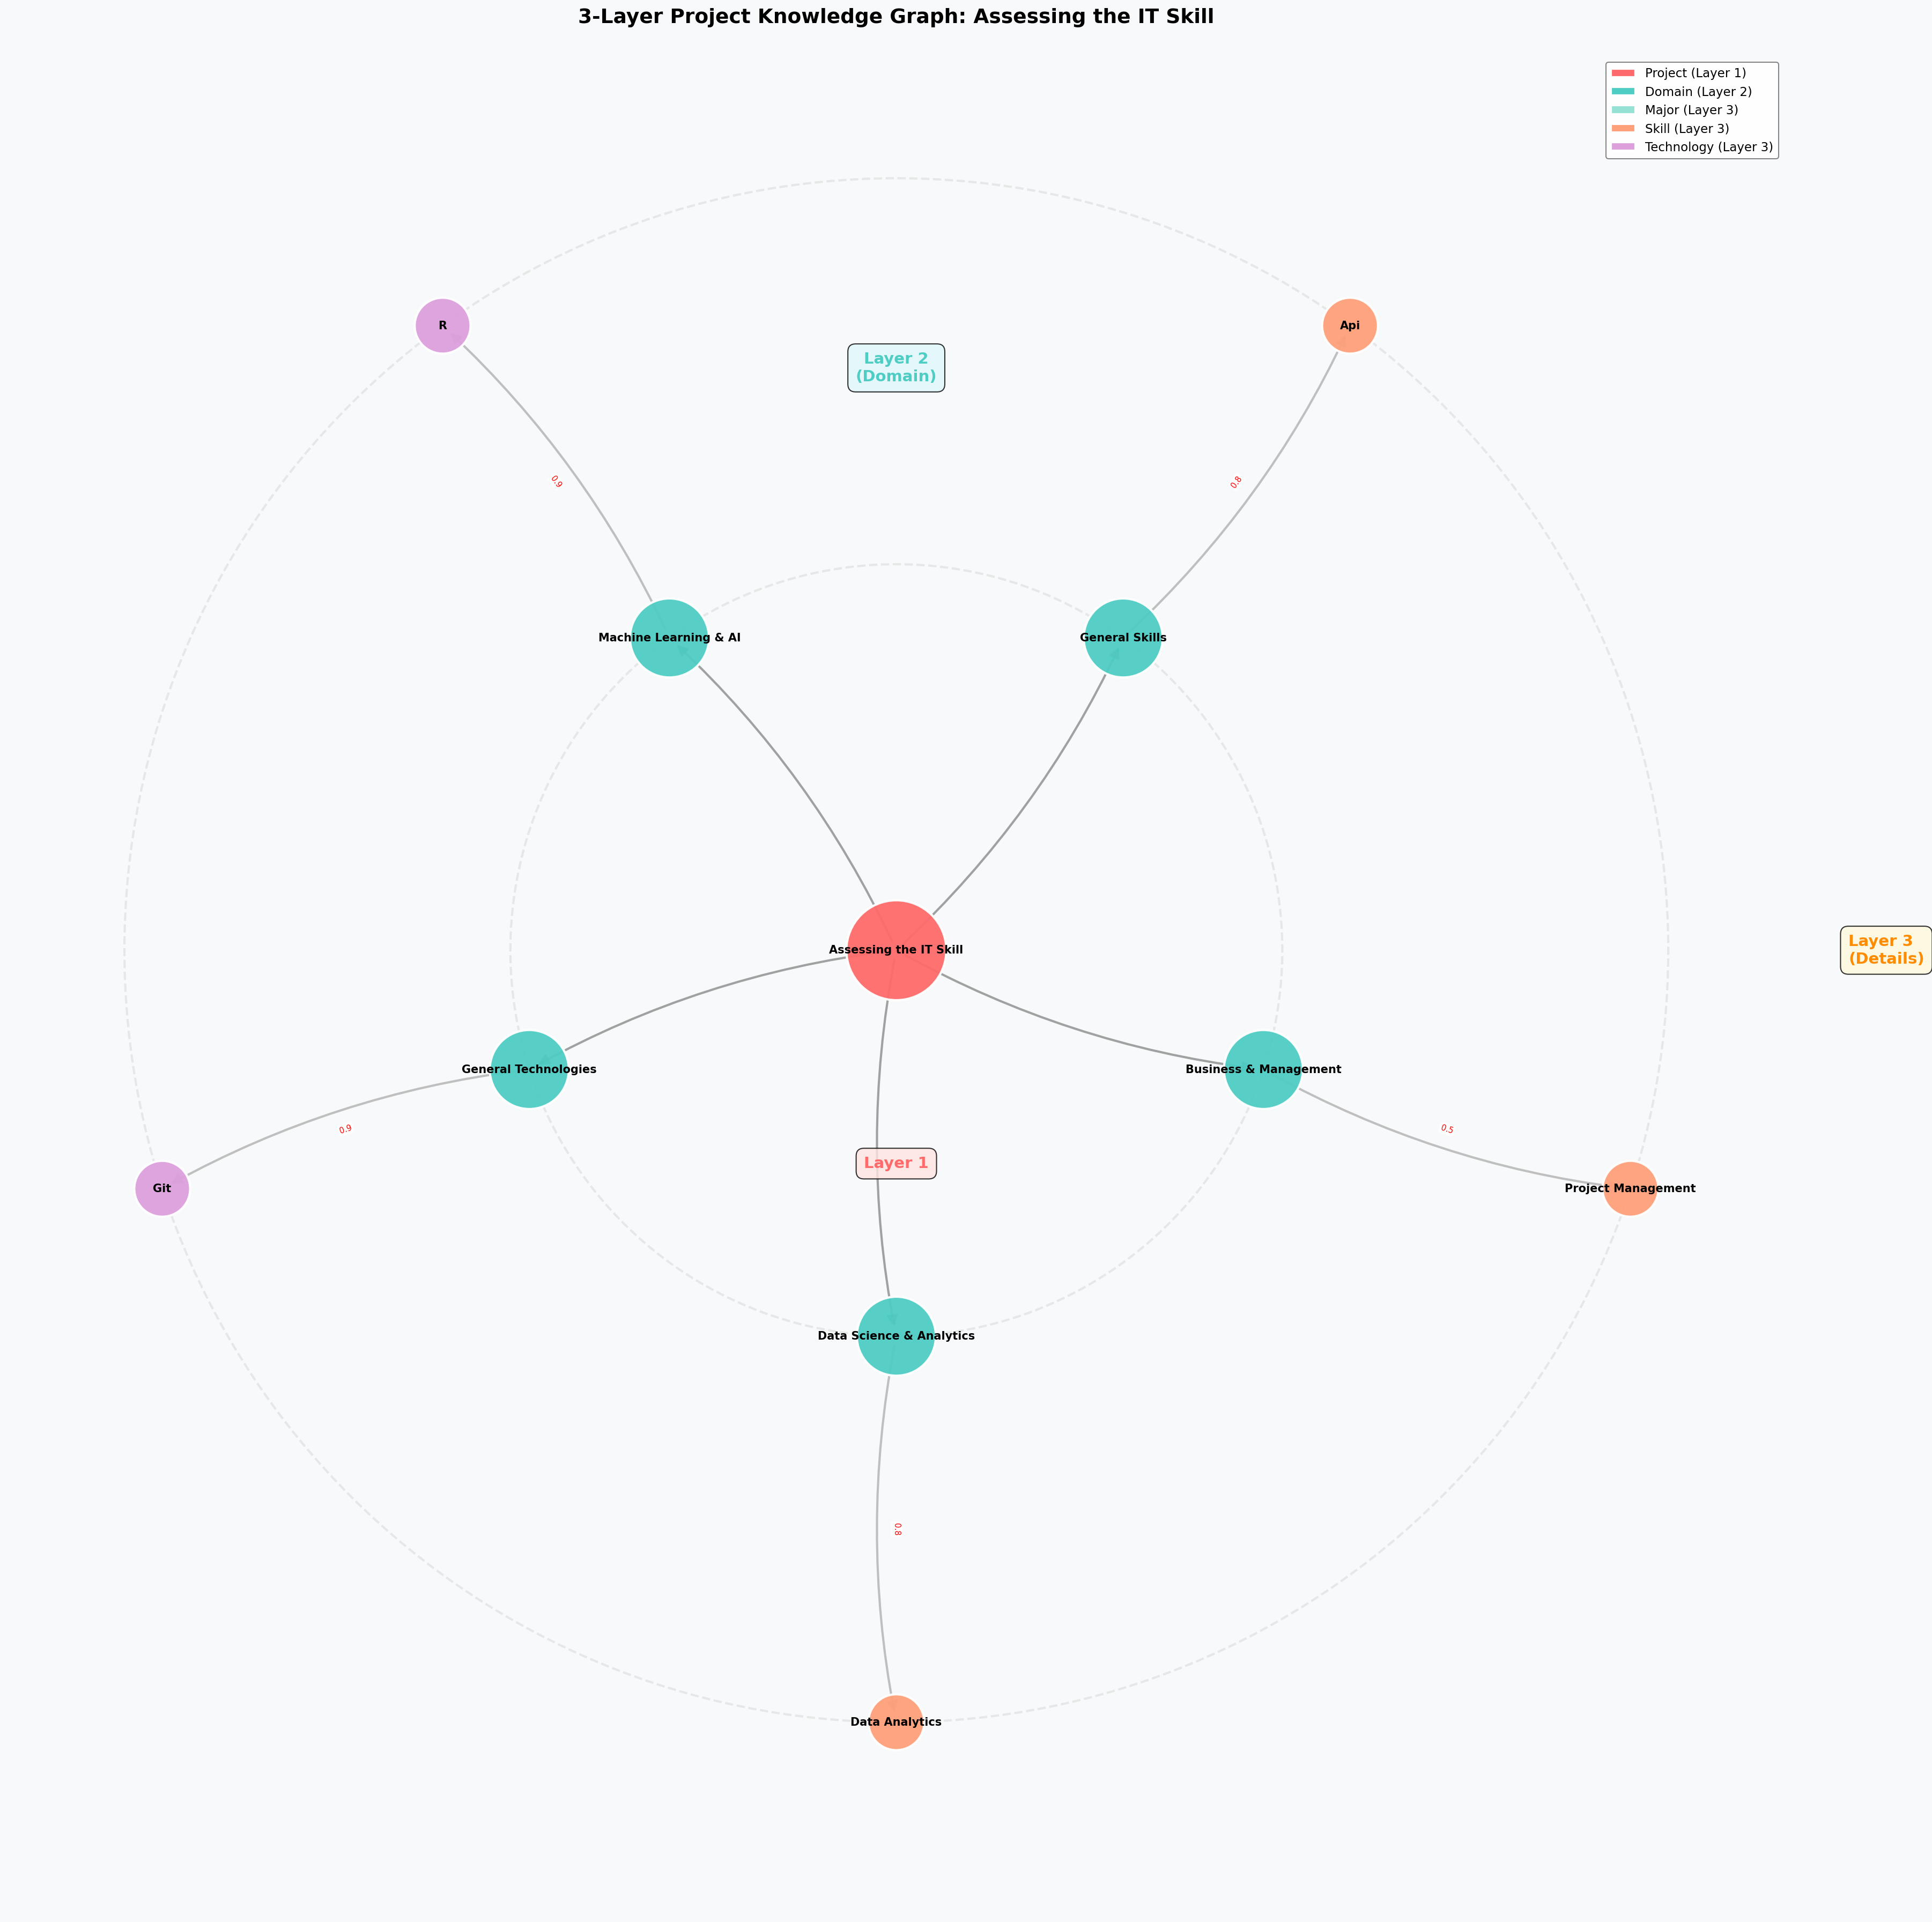 3-Layer Project Knowledge Graph: Assessing the IT Skill
Project (Layer 1)
Domain (Layer 2)
Major (Layer 3)
Skill (Layer 3)
Technology (Layer 3)
R
Api
Layer 2
(Domain)
0.9
0.8
Machine Learning & AI
General Skills
Assessing the IT Skill
Layer 3
(Details)
General Technologies
Business & Management
0.9
0.5
Layer 1
Git
Project Management
Data Science & Analytics
0.8
Data Analytics